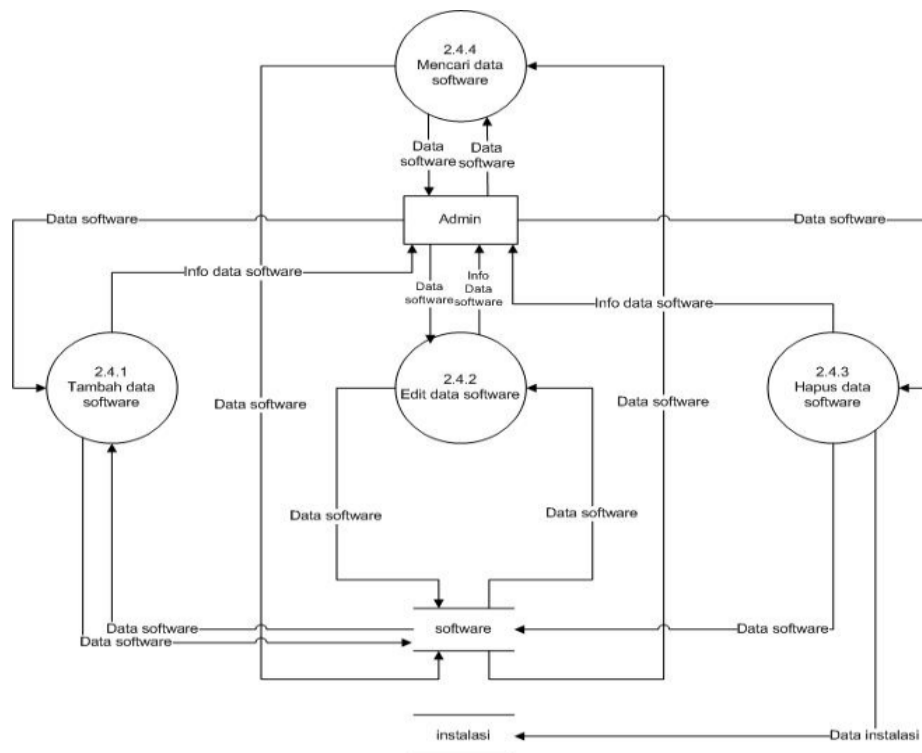 2.4.4
Mencari data
software
Data
software
Data
software
Data software
Admin
Data software
Info data software
Data
software
Info
Data
software
Info data software
2.4.1
Tambah data
software
2.4.2
Edit data software
2.4.3
Hapus data
software
Data software
Data software
Data software
Data software
Data software
software
Data software
Data software
instalasi
Data instalasi